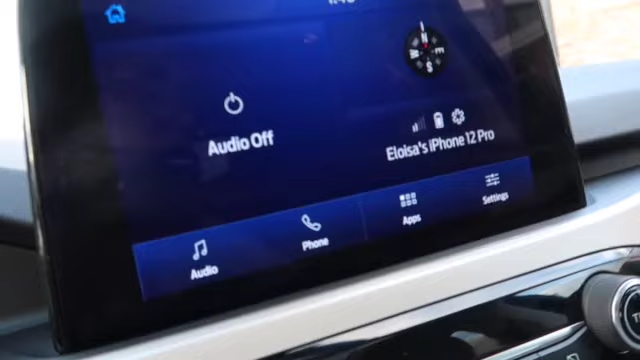 N
W E
S
Audio Off
Eloisa's iPhone 12 Pro
Audio Phone Apps Settings